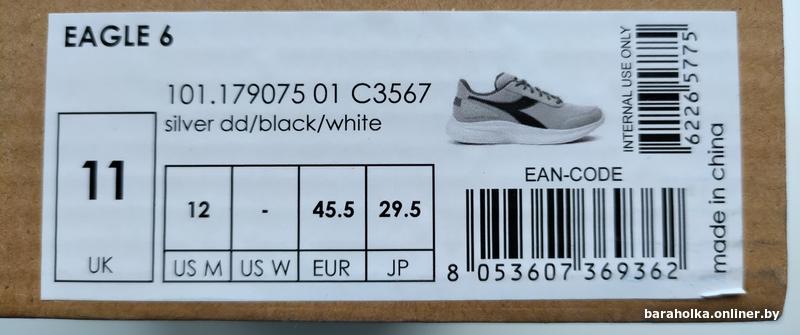 EAGLE 6
101.179075 01 C3567
silver dd/black/white
11
UK
12 - 45.5 29.5
US M US W EUR JP
INTERNAL USE ONLY
6226 5775
EAN-CODE
8 053607 369362
made in china
baraholka.onliner.by